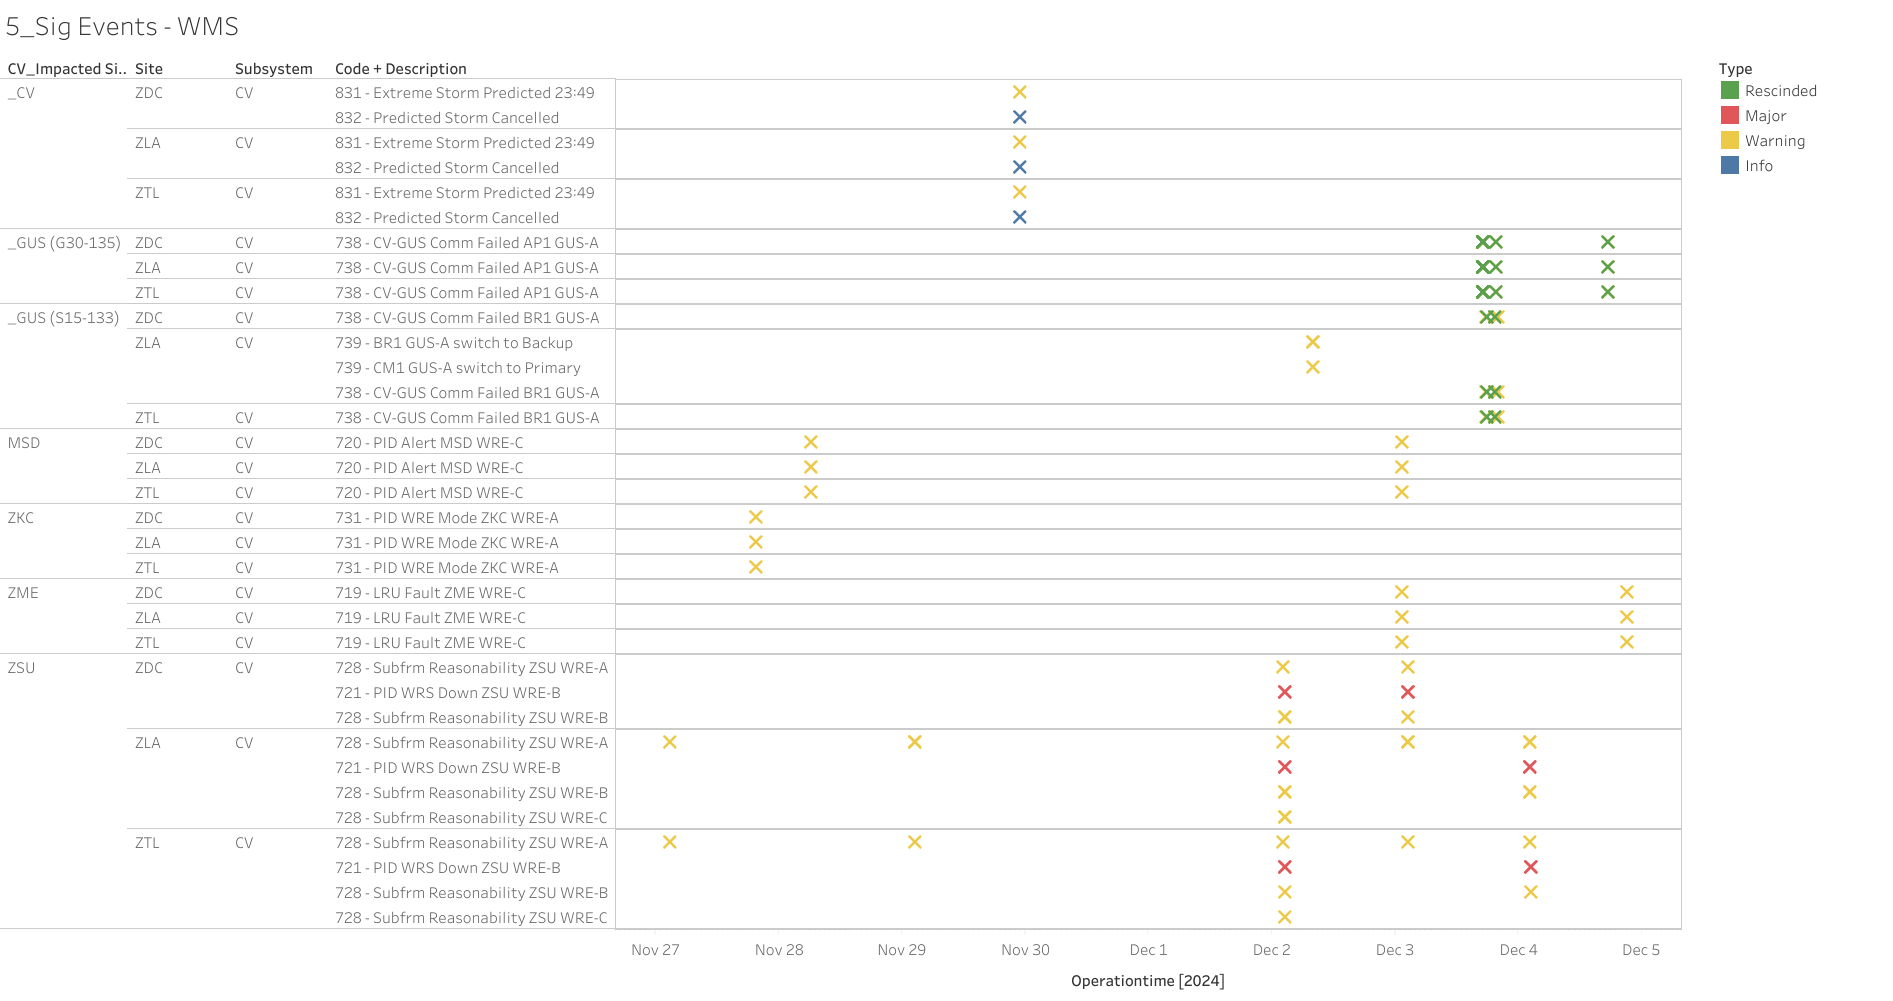 5_Sig Events - WMS
CV_Impacted Si.. Site Subsystem Code + Description
Type
_CV ZDC CV 831 - Extreme Storm Predicted 23:49
Rescinded
832 - Predicted Storm Cancelled
Major
ZLA CV 831 - Extreme Storm Predicted 23:49
Warning
832 - Predicted Storm Cancelled
Info
ZTL CV 831 - Extreme Storm Predicted 23:49
832 - Predicted Storm Cancelled
_GUS (G30-135) ZDC CV 738 - CV-GUS Comm Failed AP1 GUS-A
ZLA CV 738 - CV-GUS Comm Failed AP1 GUS-A
ZTL CV 738 - CV-GUS Comm Failed AP1 GUS-A
_GUS (S15-133) ZDC CV 738 - CV-GUS Comm Failed BR1 GUS-A
ZLA CV 739 - BR1 GUS-A switch to Backup
739 - CM1 GUS-A switch to Primary
738 - CV-GUS Comm Failed BR1 GUS-A
ZTL CV 738 - CV-GUS Comm Failed BR1 GUS-A
MSD ZDC CV 720 - PID Alert MSD WRE-C
ZLA CV 720 - PID Alert MSD WRE-C
ZTL CV 720 - PID Alert MSD WRE-C
ZKC ZDC CV 731 - PID WRE Mode ZKC WRE-A
ZLA CV 731 - PID WRE Mode ZKC WRE-A
ZTL CV 731 - PID WRE Mode ZKC WRE-A
ZME ZDC CV 719 - LRU Fault ZME WRE-C
ZLA CV 719 - LRU Fault ZME WRE-C
ZTL CV 719 - LRU Fault ZME WRE-C
ZSU ZDC CV 728 - Subfrm Reasonability ZSU WRE-A
721 - PID WRS Down ZSU WRE-B
728 - Subfrm Reasonability ZSU WRE-B
ZLA CV 728 - Subfrm Reasonability ZSU WRE-A
721 - PID WRS Down ZSU WRE-B
728 - Subfrm Reasonability ZSU WRE-B
728 - Subfrm Reasonability ZSU WRE-C
ZTL CV 728 - Subfrm Reasonability ZSU WRE-A
721 - PID WRS Down ZSU WRE-B
728 - Subfrm Reasonability ZSU WRE-B
728 - Subfrm Reasonability ZSU WRE-C
Nov 27 Nov 28 Nov 29 Nov 30 Dec 1 Dec 2 Dec 3 Dec 4 Dec 5
Operationtime [2024]